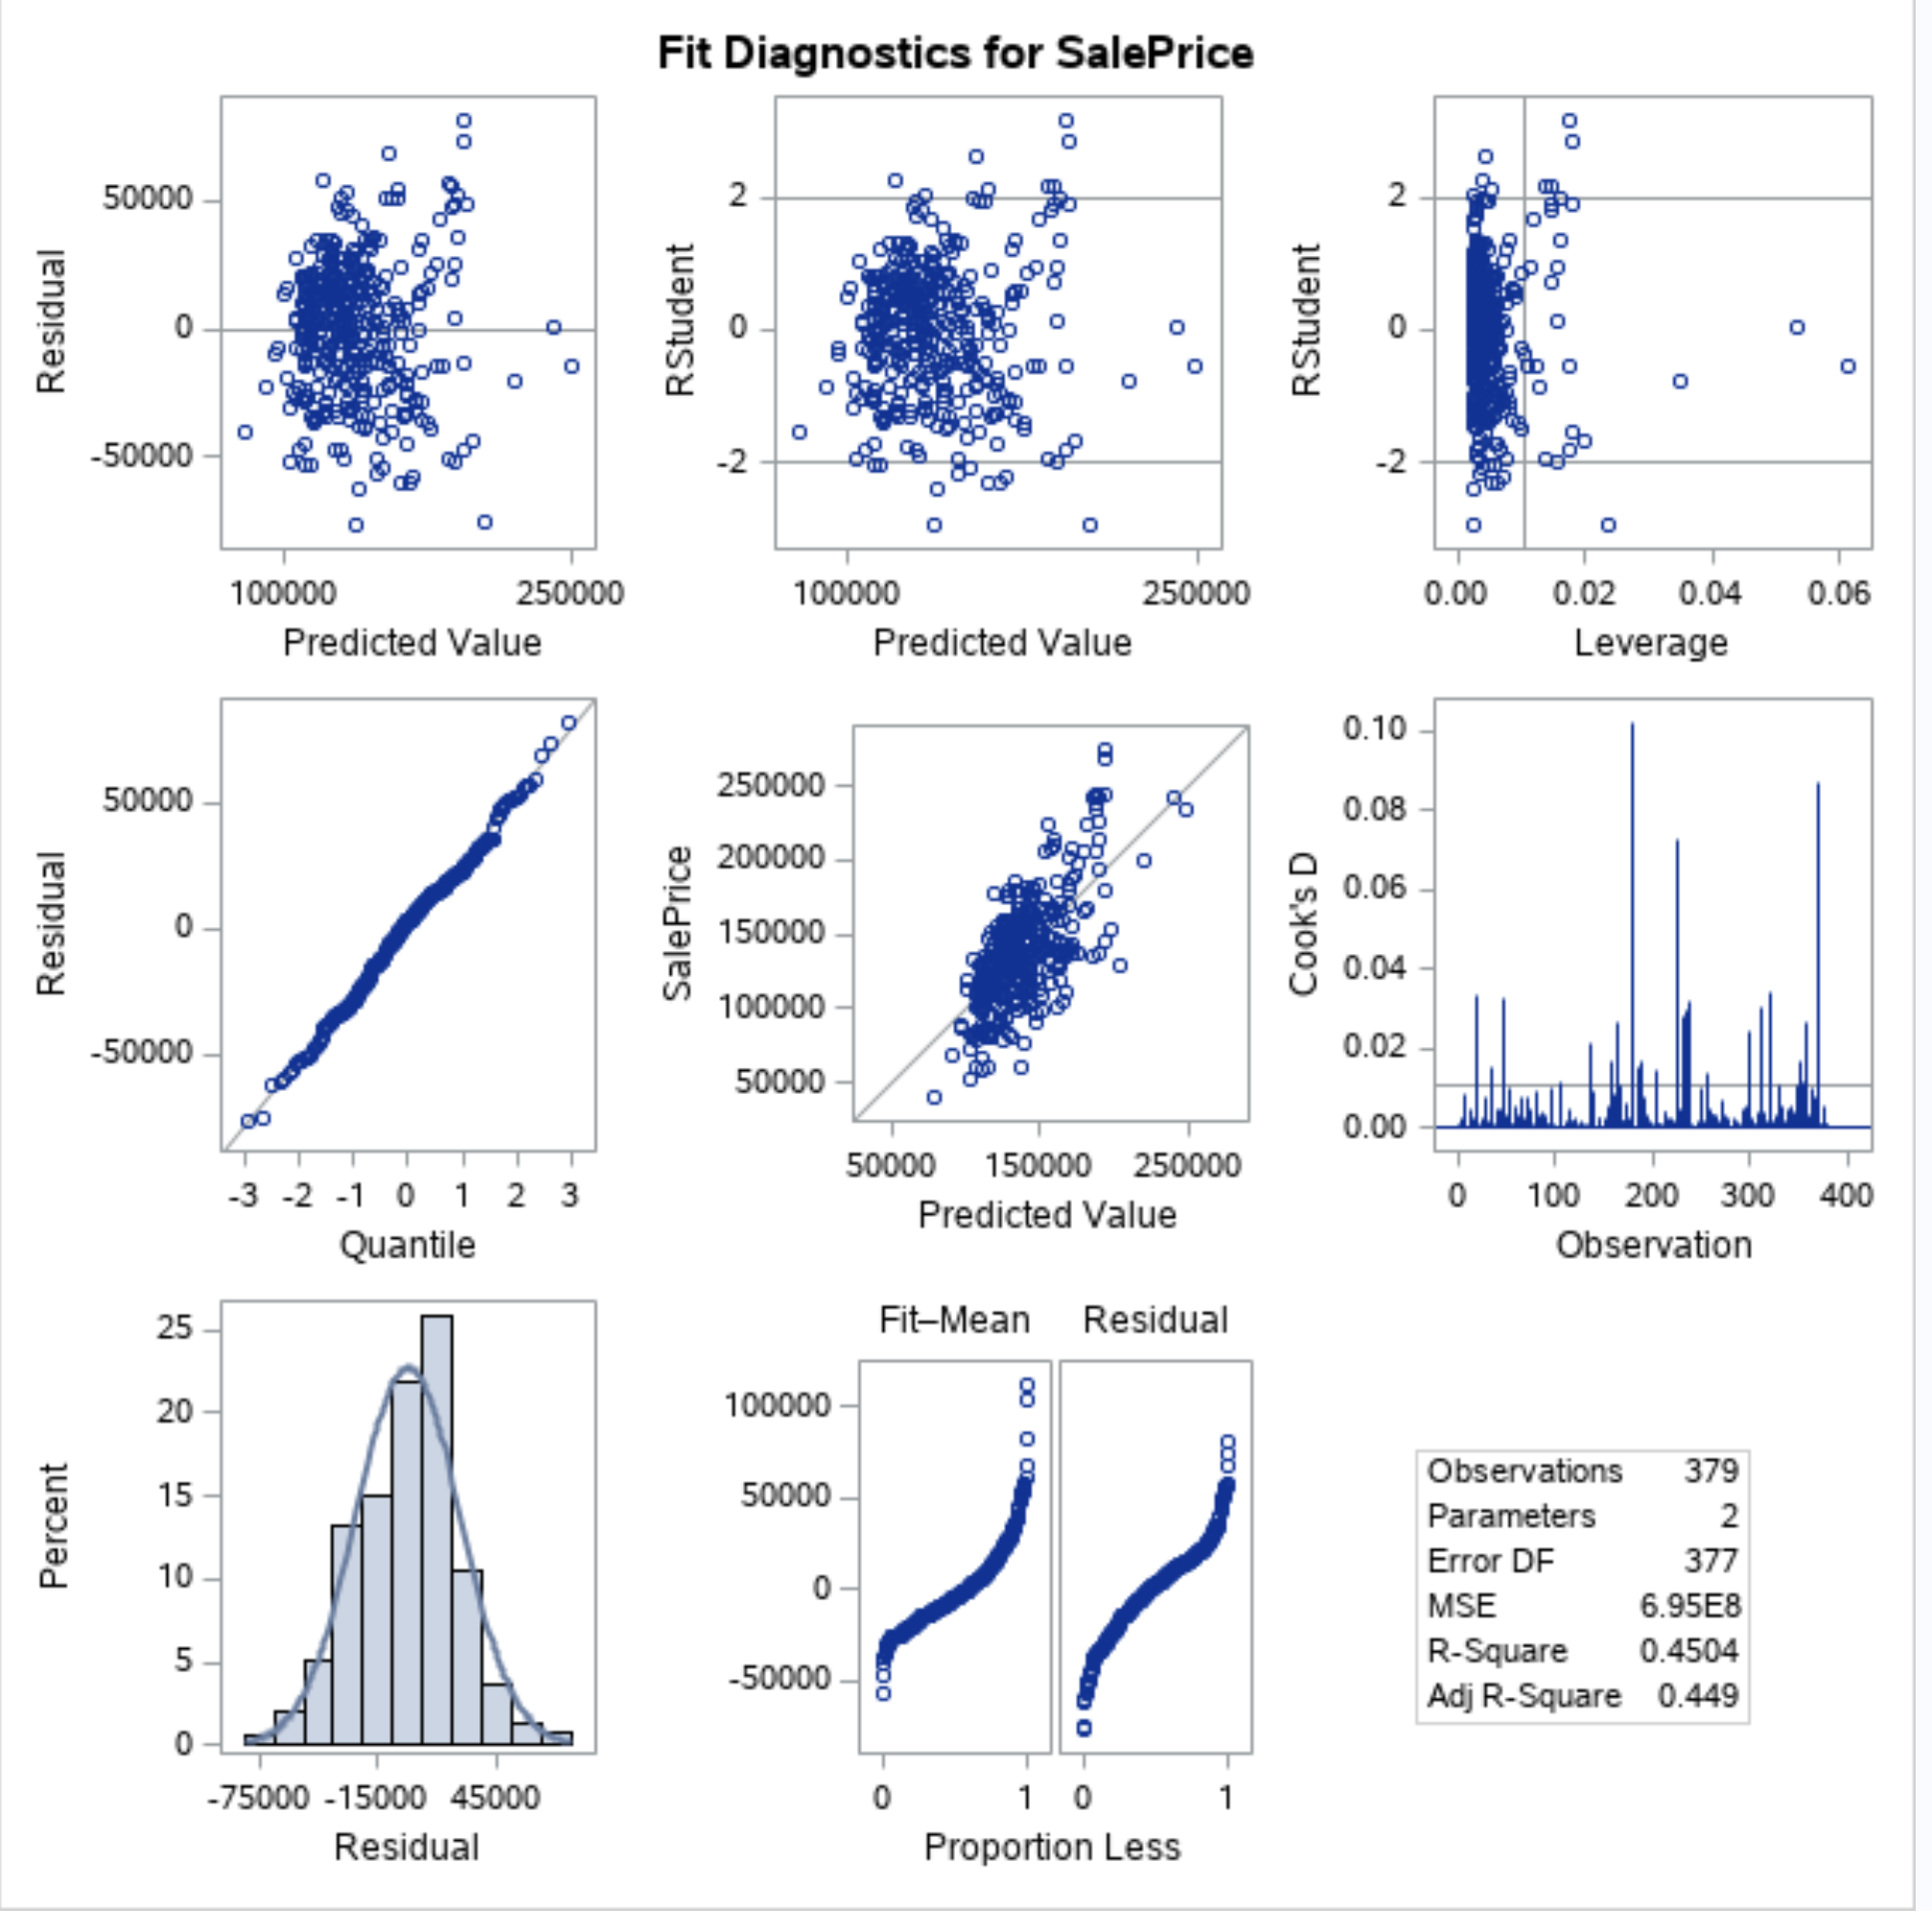 Fit Diagnostics for SalePrice
Residual
50000
0
-50000
100000 250000
Predicted Value
RStudent
2
0
-2
100000 250000
Predicted Value
RStudent
2
0
-2
0.00 0.02 0.04 0.06
Leverage
Residual
50000
0
-50000
-3 -2 -1 0 1 2 3
Quantile
SalePrice
250000
200000
150000
100000
50000
50000 150000 250000
Predicted Value
Cook's D
0.10
0.08
0.06
0.04
0.02
0.00
0 100 200 300 400
Observation
Percent
25
20
15
10
5
0
-75000 -15000 45000
Residual
Fit–Mean Residual
100000
50000
0
-50000
0 1 0 1
Proportion Less
Observations 379
Parameters 2
Error DF 377
MSE 6.95E8
R-Square 0.4504
Adj R-Square 0.449